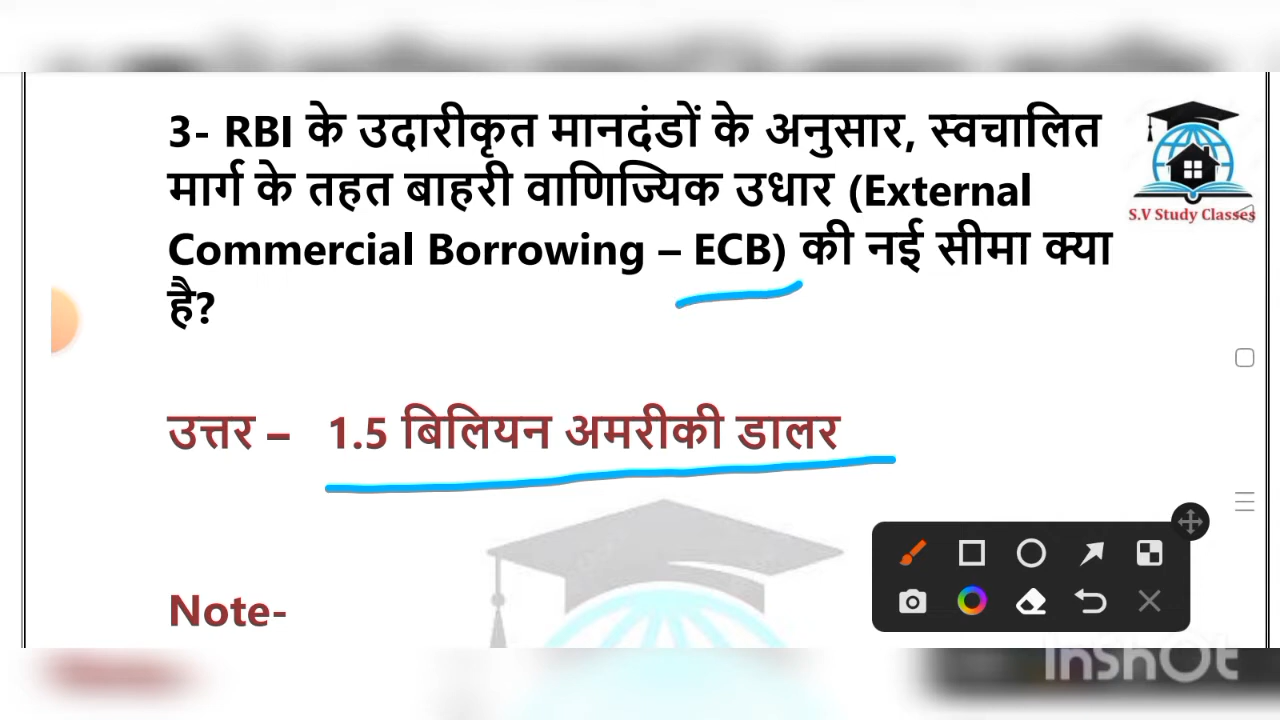 3- RBI के उदारीकृत मानदंडों के अनुसार, स्वचालित
मार्ग के तहत बाहरी वाणिज्यिक उधार (External
Commercial Borrowing – ECB) की नई सीमा क्या
है?
S.V Study Classes
उत्तर – 1.5 बिलियन अमरीकी डालर
Note-
InShOt